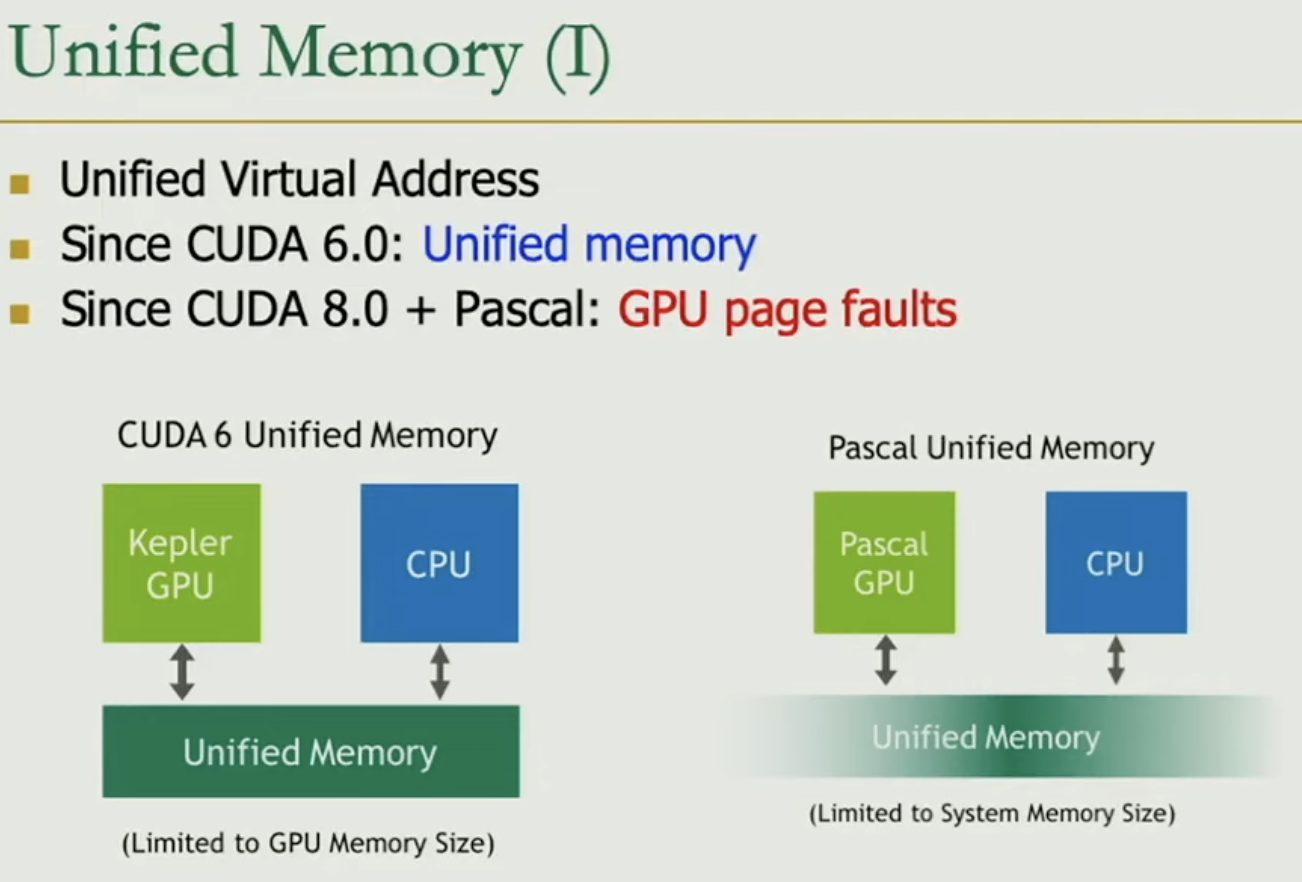 Unified Memory (I)
Unified Virtual Address
Since CUDA 6.0: Unified memory
Since CUDA 8.0 + Pascal: GPU page faults
CUDA 6 Unified Memory
Kepler
GPU
CPU
Unified Memory
(Limited to GPU Memory Size)
Pascal Unified Memory
Pascal
GPU
CPU
Unified Memory
(Limited to System Memory Size)